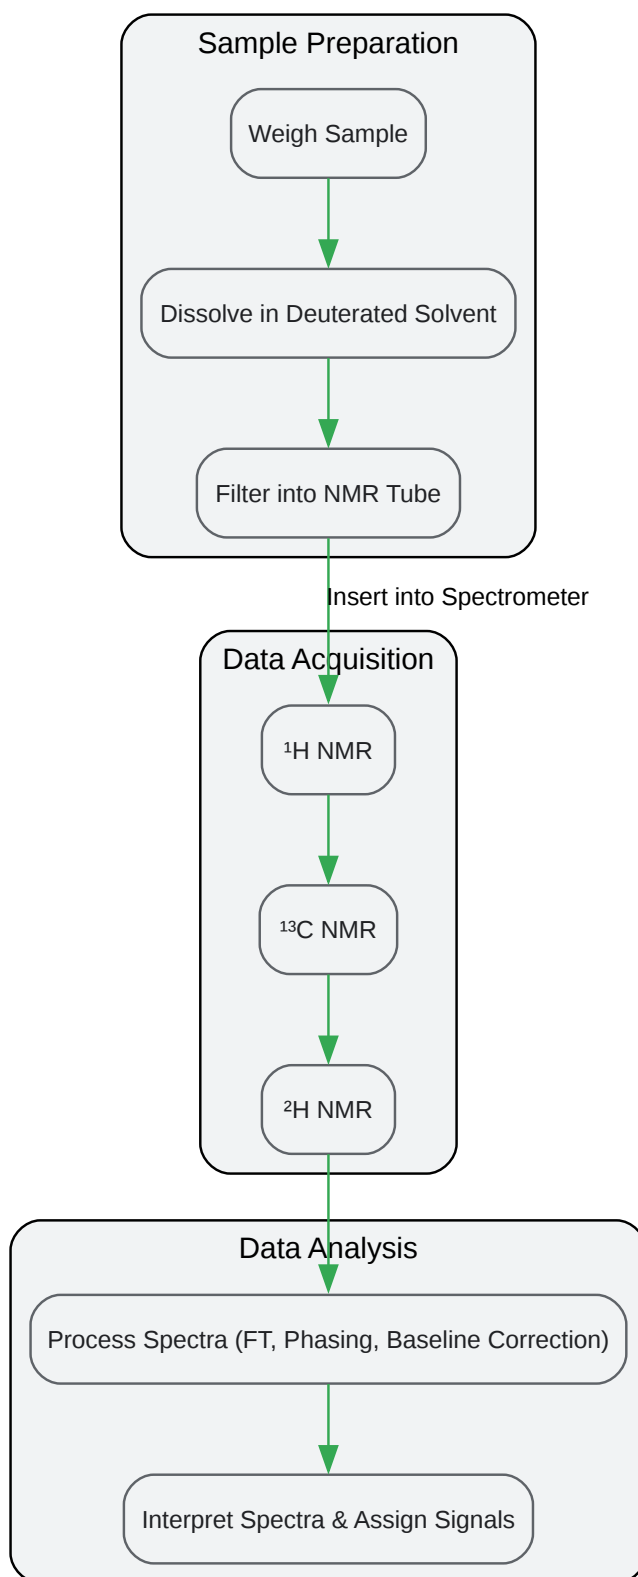 Sample Preparation
Weigh Sample
Dissolve in Deuterated Solvent
Filter into NMR Tube
Insert into Spectrometer
Data Acquisition
¹H NMR
¹³C NMR
²H NMR
Data Analysis
Process Spectra (FT, Phasing, Baseline Correction)
Interpret Spectra & Assign Signals